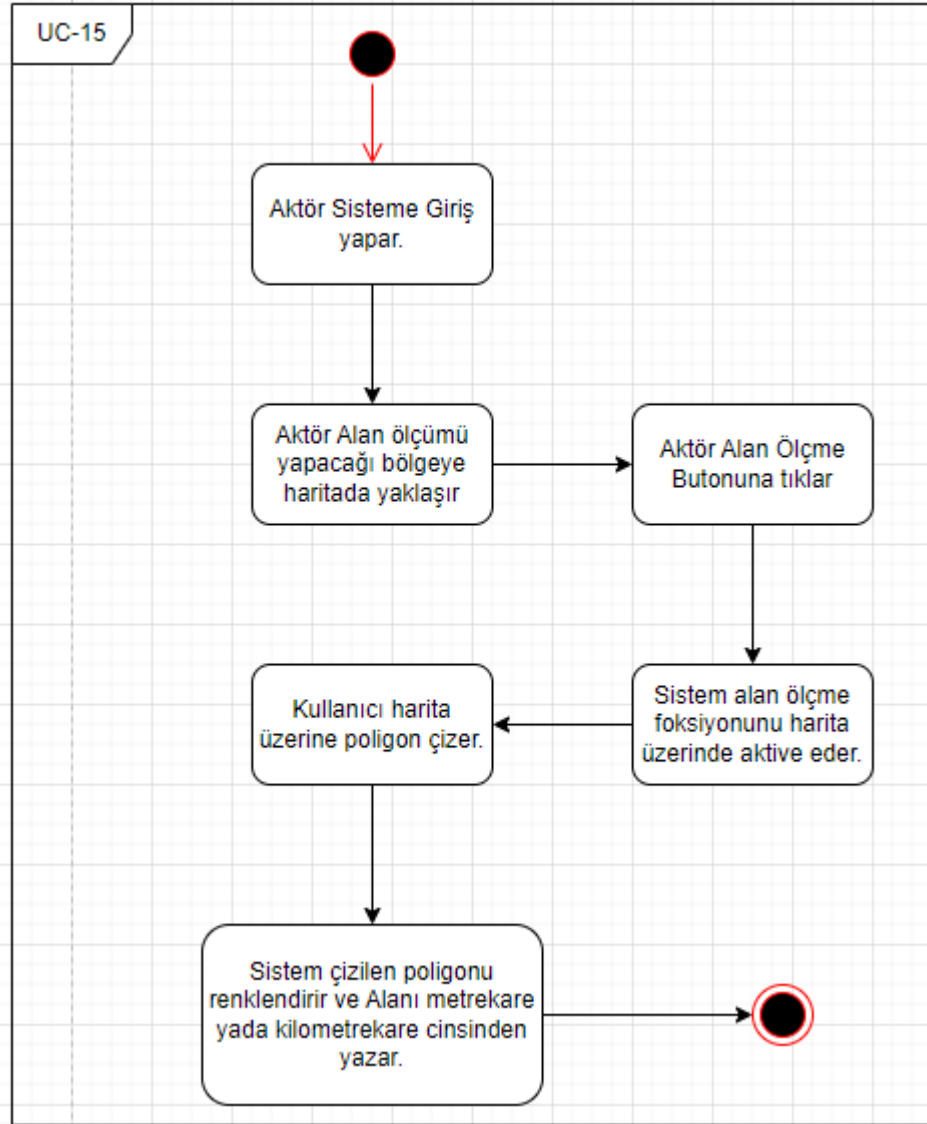 UC-15
Aktör Sisteme Giriş
yapar.
Aktör Alan ölçümü
yapacağı bölgeye
haritada yaklaşır
Aktör Alan Ölçme
Butonuna tıklar
Sistem alan ölçme
foksiyonunu harita
üzerinde aktive eder.
Kullanıcı harita
üzerine poligon çizer.
Sistem çizilen poligonu
renklendirir ve Alanı metrekare
yada kilometrekare cinsinden
yazar.